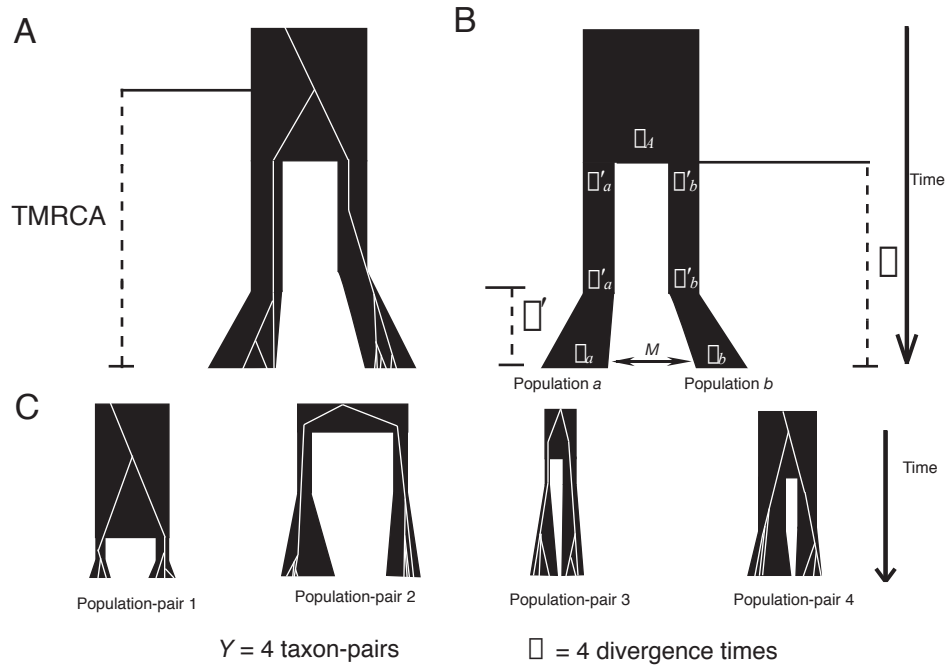 A
B
TMRCA
□A
□'a □'b
□'a □'b
□'
□
Time
□a M □b
Population a Population b
C
Time
Population-pair 1 Population-pair 2 Population-pair 3 Population-pair 4
Y = 4 taxon-pairs □ = 4 divergence times